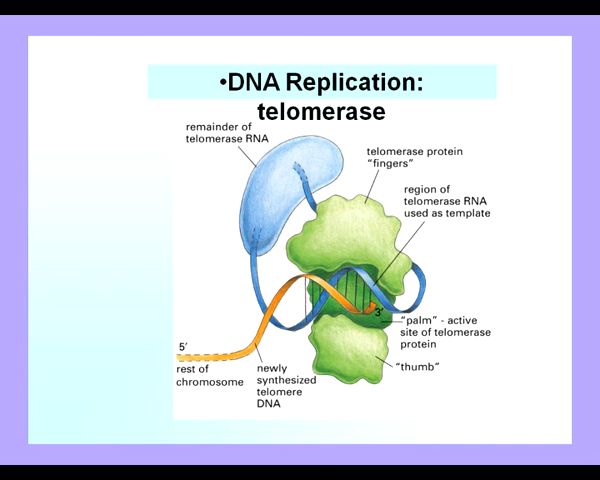 •DNA Replication:
telomerase
remainder of
telomerase RNA
telomerase protein
“fingers”
region of
telomerase RNA
used as template
3′
“palm” - active
site of telomerase
protein
“thumb”
5′
rest of
chromosome
newly
synthesized
telomere
DNA